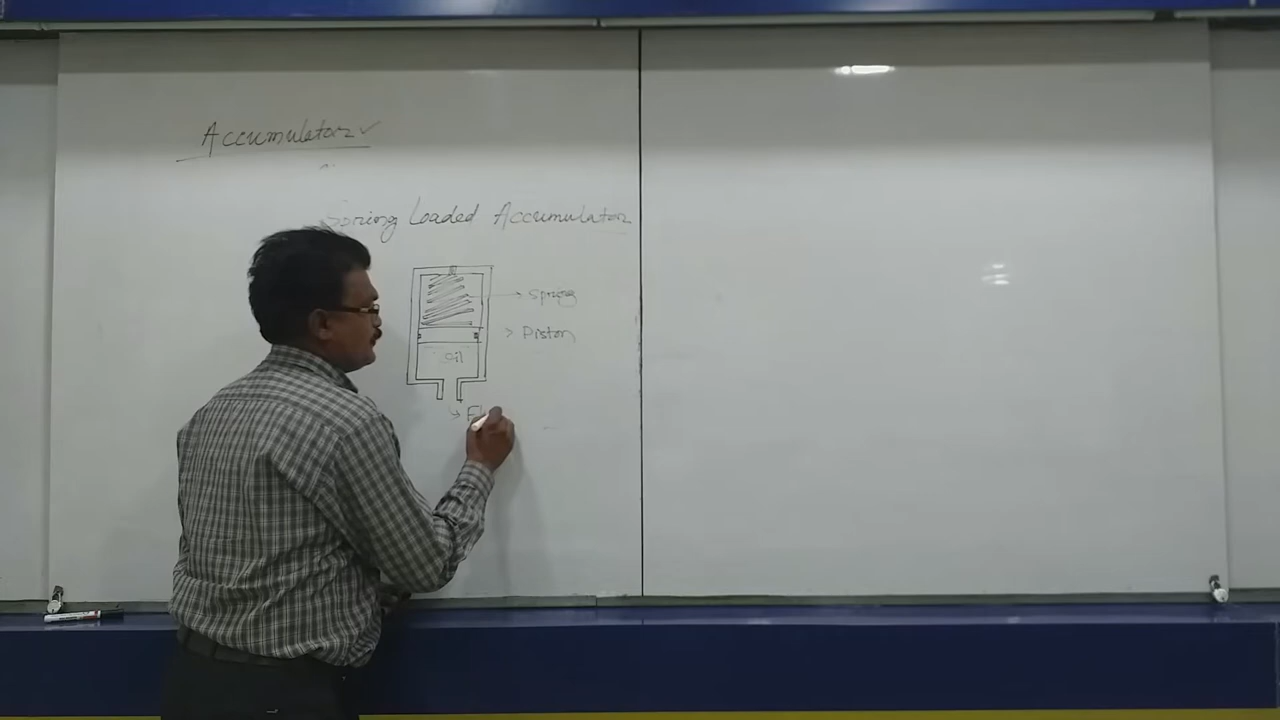 Accumulator ✓
Spring Loaded Accumulator
→ Spring
> Piston
oil